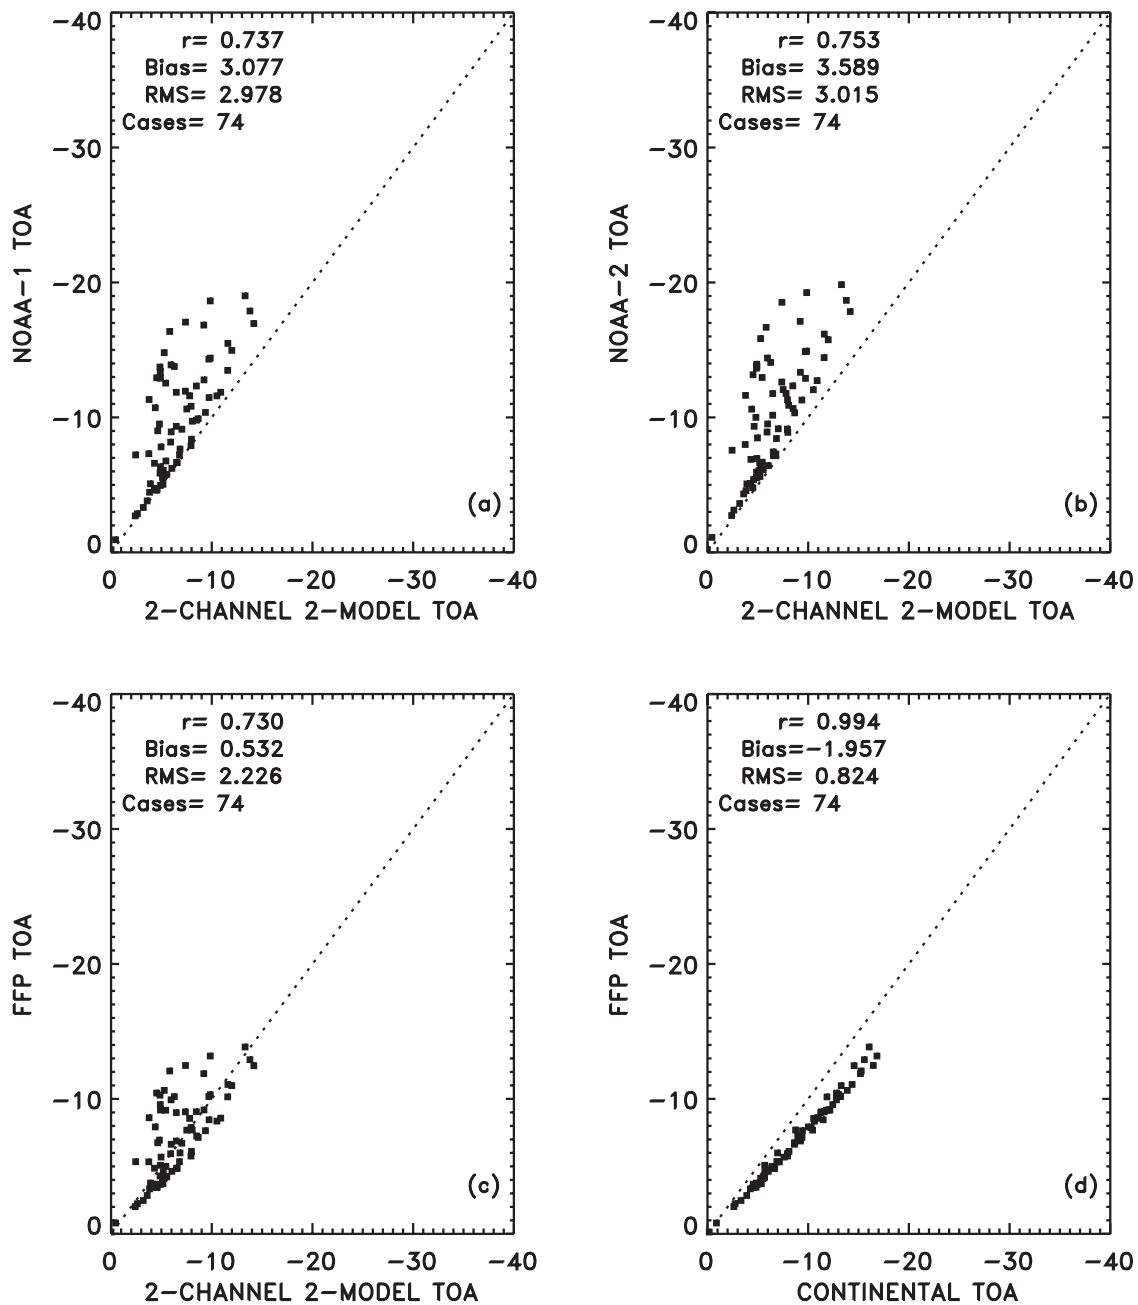 −40
r= 0.737
Bias= 3.077
RMS= 2.978
Cases= 74
−30
NOAA−1 TOA
−20
−10
(a)
0
0 −10 −20 −30 −40
2−CHANNEL 2−MODEL TOA
−40
r= 0.753
Bias= 3.589
RMS= 3.015
Cases= 74
−30
NOAA−2 TOA
−20
−10
(b)
0
0 −10 −20 −30 −40
2−CHANNEL 2−MODEL TOA
−40
r= 0.730
Bias= 0.532
RMS= 2.226
Cases= 74
−30
FFP TOA
−20
−10
(c)
0
0 −10 −20 −30 −40
2−CHANNEL 2−MODEL TOA
−40
r= 0.994
Bias=−1.957
RMS= 0.824
Cases= 74
−30
FFP TOA
−20
−10
(d)
0
0 −10 −20 −30 −40
CONTINENTAL TOA